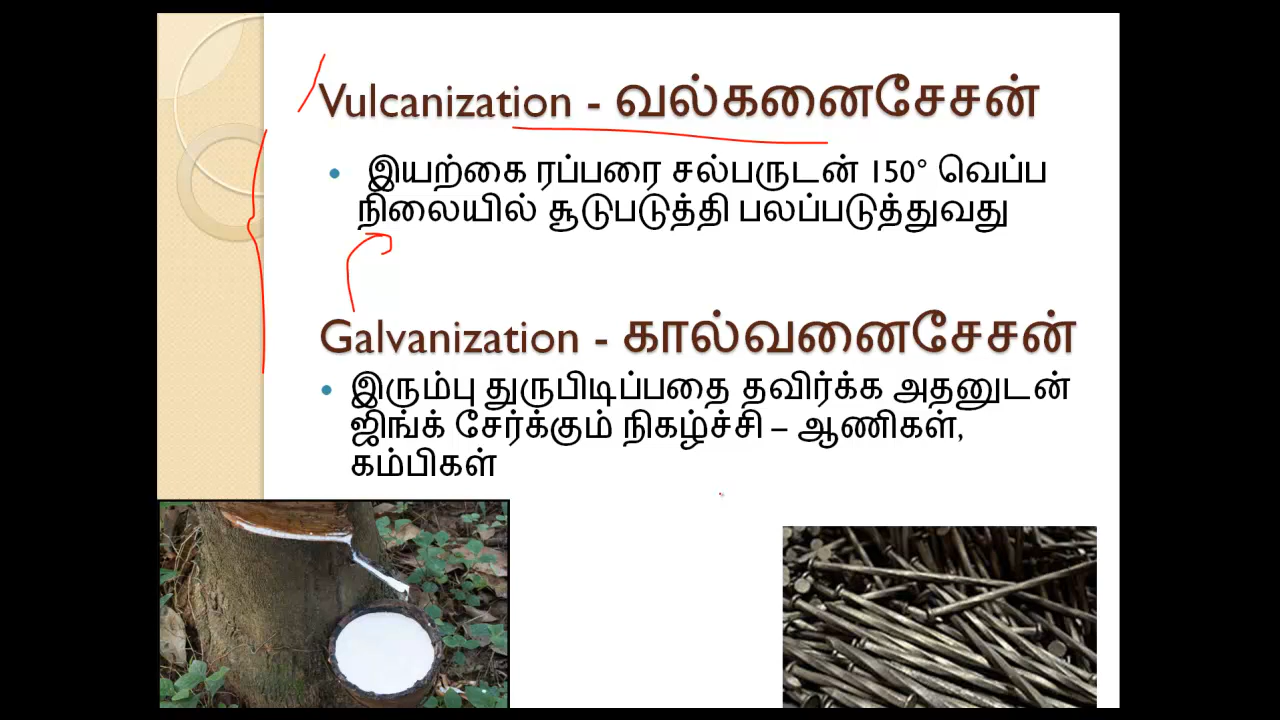 Vulcanization - வல்கனைசேசன்
இயற்கை ரப்பரை சல்பருடன் 150° வெப்ப
நிலையில் சூடுபடுத்தி பலப்படுத்துவது
Galvanization - கால்வனைசேசன்
இரும்பு துருபிடிப்பதை தவிர்க்க அதனுடன்
ஜிங்க் சேர்க்கும் நிகழ்ச்சி – ஆணிகள்,
கம்பிகள்